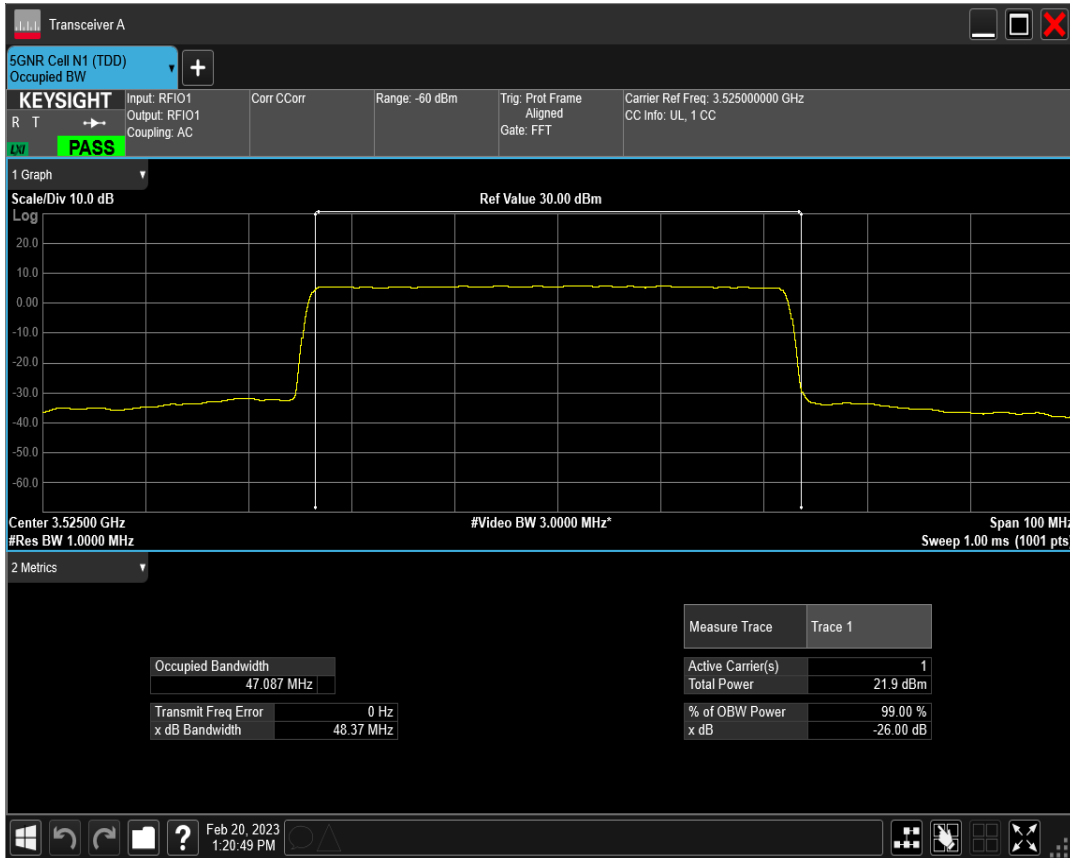 Transceiver A
5GNR Cell N1 (TDD)
Occupied BW
+
KEYSIGHT
R T
LXI
PASS
Input: RFIO1
Output: RFIO1
Coupling: AC
Corr CCorr
Range: -60 dBm
Trig: Prot Frame
Aligned
Gate: FFT
Carrier Ref Freq: 3.525000000 GHz
CC Info: UL, 1 CC
1 Graph
Scale/Div 10.0 dB
Ref Value 30.00 dBm
Log
20.0
10.0
0.00
-10.0
-20.0
-30.0
-40.0
-50.0
-60.0
Center 3.52500 GHz
#Video BW 3.0000 MHz*
Span 100 MHz
#Res BW 1.0000 MHz
Sweep 1.00 ms (1001 pts)
2 Metrics
Measure Trace Trace 1
Occupied Bandwidth
47.087 MHz
Active Carrier(s) 1
Total Power 21.9 dBm
Transmit Freq Error 0 Hz
x dB Bandwidth 48.37 MHz
% of OBW Power 99.00 %
x dB -26.00 dB
?
Feb 20, 2023
1:20:49 PM